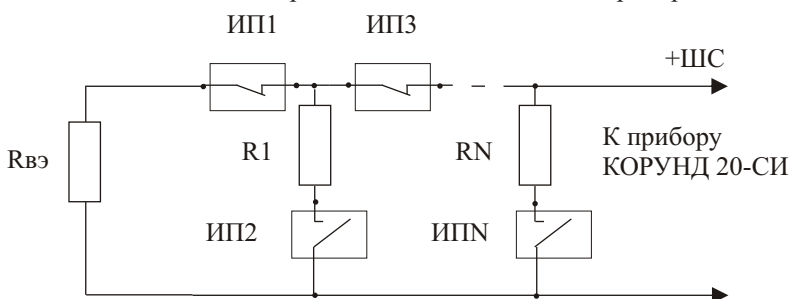 ИП1
ИП3
+ШС
Rвэ
R1
RN
К прибору
КОРУНД 20-СИ
ИП2
ИПN